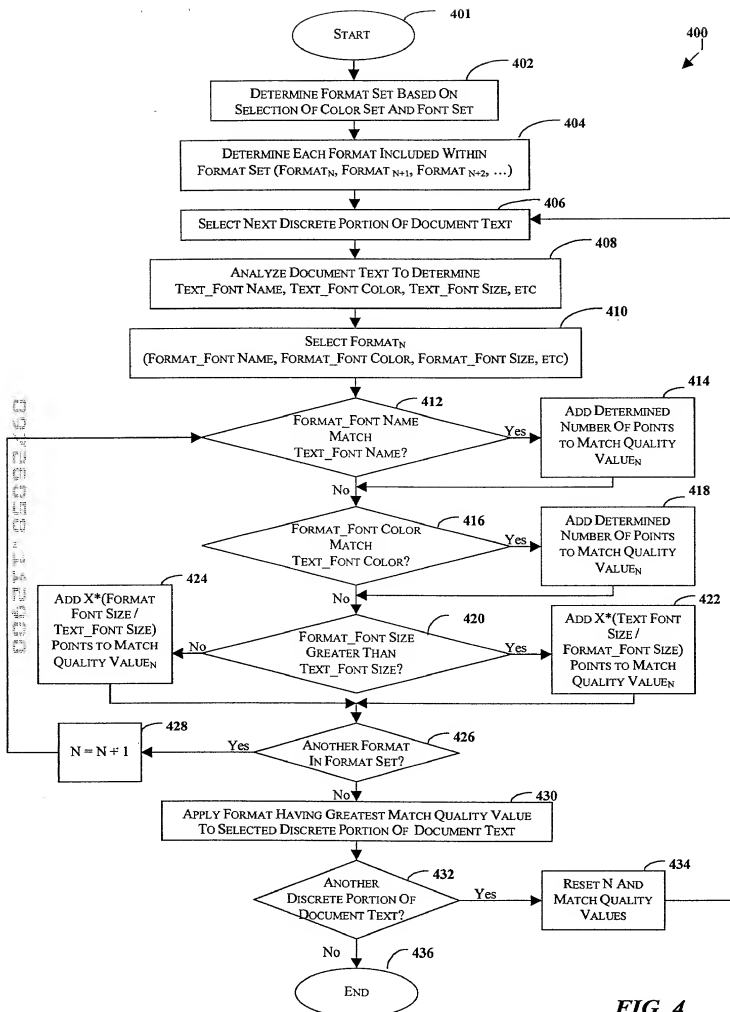 401
START
400
402
DETERMINE FORMAT SET BASED ON
SELECTION OF COLOR SET AND FONT SET
404
DETERMINE EACH FORMAT INCLUDED WITHIN
FORMAT SET (FORMATN, FORMAT N+1, FORMAT N+2, ...)
406
SELECT NEXT DISCRETE PORTION OF DOCUMENT TEXT
408
ANALYZE DOCUMENT TEXT TO DETERMINE
TEXT_FONT NAME, TEXT_FONT COLOR, TEXT_FONT SIZE, ETC
410
SELECT FORMATN
(FORMAT_FONT NAME, FORMAT_FONT COLOR, FORMAT_FONT SIZE, ETC)
412
FORMAT_FONT NAME
MATCH
TEXT_FONT NAME?
Yes
414
ADD DETERMINED
NUMBER OF POINTS
TO MATCH QUALITY
VALUEN
No
416
FORMAT_FONT COLOR
MATCH
TEXT_FONT COLOR?
Yes
418
ADD DETERMINED
NUMBER OF POINTS
TO MATCH QUALITY
VALUEN
No
420
FORMAT_FONT SIZE
GREATER THAN
TEXT_FONT SIZE?
Yes
422
ADD X*(TEXT FONT
SIZE /
FORMAT_FONT SIZE)
POINTS TO MATCH
QUALITY VALUEN
No
424
ADD X*(FORMAT
FONT SIZE /
TEXT_FONT SIZE)
POINTS TO MATCH
QUALITY VALUEN
426
ANOTHER FORMAT
IN FORMAT SET?
Yes
428
N = N + 1
No
430
APPLY FORMAT HAVING GREATEST MATCH QUALITY VALUE
TO SELECTED DISCRETE PORTION OF DOCUMENT TEXT
432
ANOTHER
DISCRETE PORTION OF
DOCUMENT TEXT?
Yes
434
RESET N AND
MATCH QUALITY
VALUES
No
436
END
FIG. 4